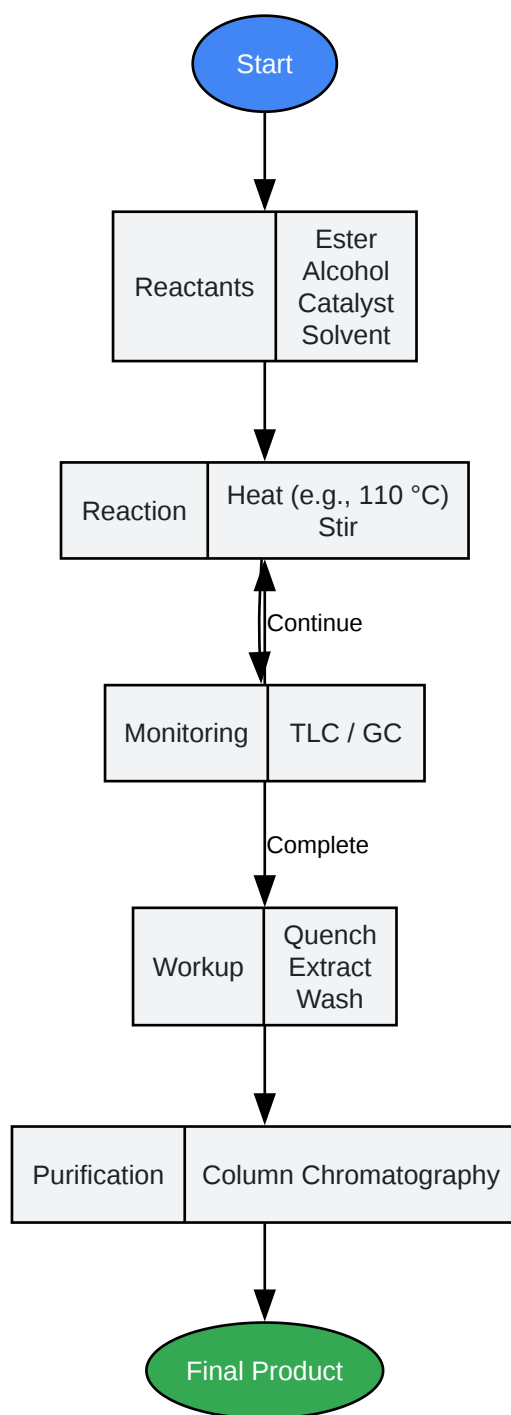 Start
Reactants
Ester
Alcohol
Catalyst
Solvent
Reaction
Heat (e.g., 110 °C)
Stir
Continue
Monitoring
TLC / GC
Complete
Workup
Quench
Extract
Wash
Purification
Column Chromatography
Final Product